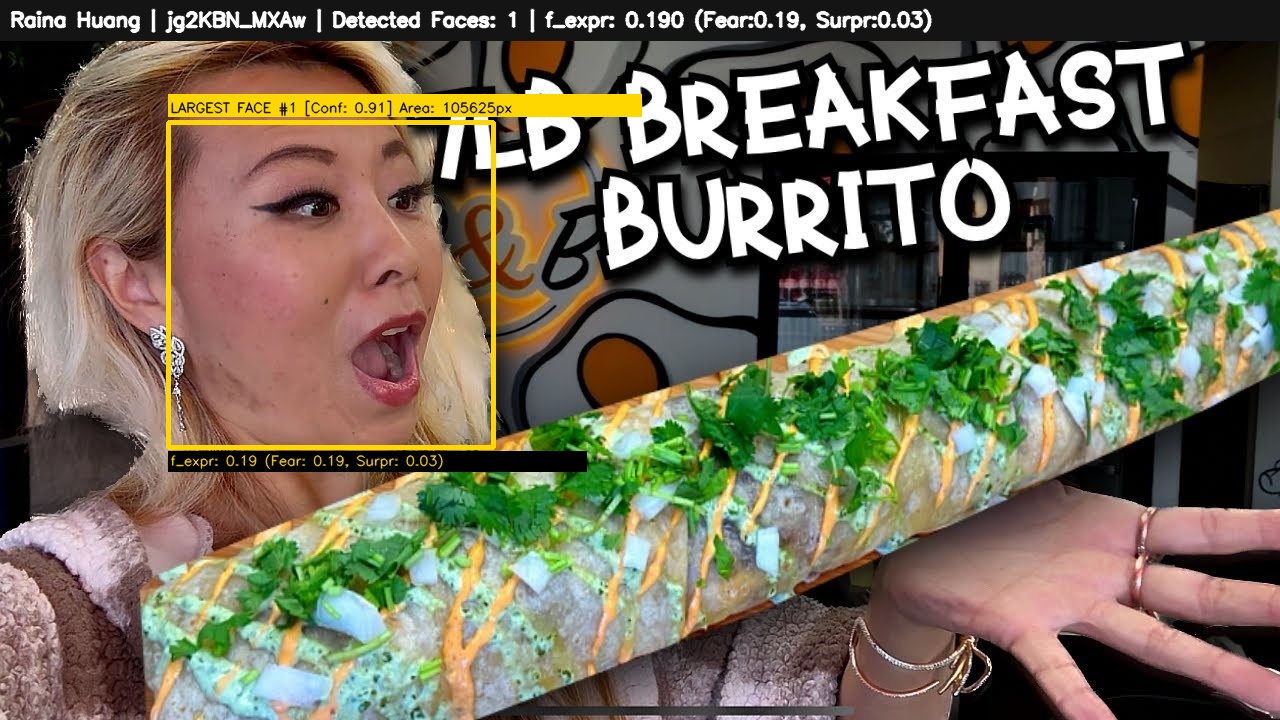 Raina Huang | jg2KBN_MXAw | Detected Faces: 1 | f_expr: 0.190 (Fear:0.19, Surpr:0.03)
LARGEST FACE #1 [Conf: 0.91] Area: 105625px
7LB BREAKFAST
BURRITO
& B
f_expr: 0.19 (Fear: 0.19, Surpr: 0.03)